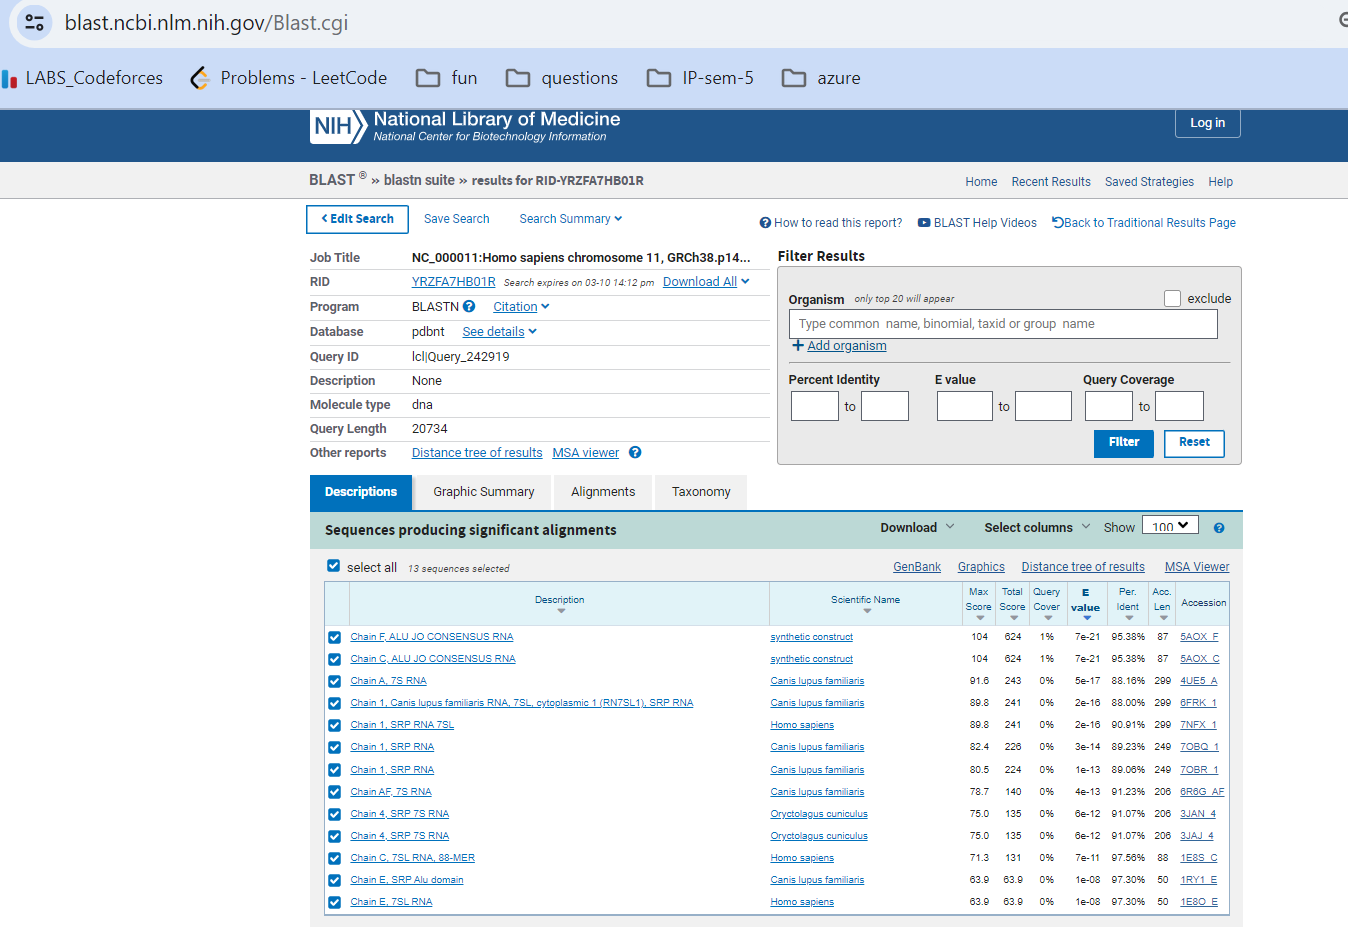 blast.ncbi.nlm.nih.gov/Blast.cgi
LABS_Codeforces Problems - LeetCode fun questions IP-sem-5 azure
NIH National Library of Medicine
National Center for Biotechnology Information
Log in
BLAST ® » blastn suite » results for RID-YRZFA7HB01R
Home Recent Results Saved Strategies Help
< Edit Search Save Search Search Summary
How to read this report? BLAST Help Videos Back to Traditional Results Page
Job Title NC_000011:Homo sapiens chromosome 11, GRCh38.p14...
RID YRZFA7HB01R Search expires on 03-10 14:12 pm Download All
Program BLASTN ? Citation
Database pdbnt See details
Query ID lcl|Query_242919
Description None
Molecule type dna
Query Length 20734
Other reports Distance tree of results MSA viewer ?
Filter Results
Organism only top 20 will appear exclude
Type common name, binomial, taxid or group name
+ Add organism
Percent Identity E value Query Coverage
to to to
Filter Reset
Descriptions Graphic Summary Alignments Taxonomy
Sequences producing significant alignments Download Select columns Show 100 ?
select all 13 sequences selected GenBank Graphics Distance tree of results MSA Viewer
Description Scientific Name Max Score Total Score Query Cover E value Per. Ident Acc. Len Accession
Chain F, ALU JO CONSENSUS RNA synthetic construct 104 624 1% 7e-21 95.38% 87 5AOX_F
Chain C, ALU JO CONSENSUS RNA synthetic construct 104 624 1% 7e-21 95.38% 87 5AOX_C
Chain A, 7S RNA Canis lupus familiaris 91.6 243 0% 5e-17 88.16% 299 4UE5_A
Chain 1, Canis lupus familiaris RNA, 7SL, cytoplasmic 1 (RN7SL1), SRP RNA Canis lupus familiaris 89.8 241 0% 2e-16 88.00% 299 6FRK_1
Chain 1, SRP RNA 7SL Homo sapiens 89.8 241 0% 2e-16 90.91% 299 7NFX_1
Chain 1, SRP RNA Canis lupus familiaris 82.4 226 0% 3e-14 89.23% 249 7OBQ_1
Chain 1, SRP RNA Canis lupus familiaris 80.5 224 0% 1e-13 89.06% 249 7OBR_1
Chain AF, 7S RNA Canis lupus familiaris 78.7 140 0% 4e-13 91.23% 206 6R6G_AF
Chain 4, SRP 7S RNA Oryctolagus cuniculus 75.0 135 0% 6e-12 91.07% 206 3JAN_4
Chain 4, SRP 7S RNA Oryctolagus cuniculus 75.0 135 0% 6e-12 91.07% 206 3JAJ_4
Chain C, 7SL RNA, 88-MER Homo sapiens 71.3 131 0% 7e-11 97.56% 88 1E8S_C
Chain E, SRP Alu domain Canis lupus familiaris 63.9 63.9 0% 1e-08 97.30% 50 1RY1_E
Chain E, 7SL RNA Homo sapiens 63.9 63.9 0% 1e-08 97.30% 50 1E8O_E